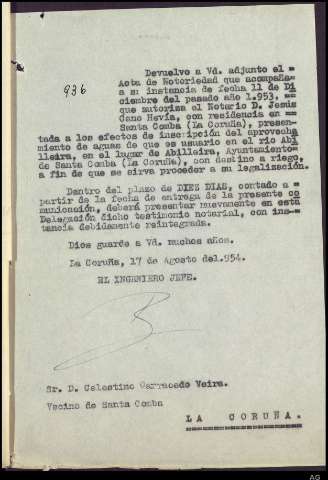 Devuelvo a Vd. adjunto el =
Acta de Notoriedad que acompaña=
a su instancia de fecha 11 de Di
936
ciembre del pasado año 1.953, ==
que autoriza el Notario D. Jesús
Cano Hevia, con residencia en ==
Santa Comba (La Coruña), presen-
tada a los efectos de inscripción del aprovecha
miento de aguas de que es usuario en el rio Abi
lleira, en el lugar de Abilleira, Ayuntamiento=
de Santa Comba (La Coruña), con destino a riego,
a fin de que se sirva proceder a su legalización.
Dentro del plazo de DIEZ DIAS, contado a =
partir de la fecha de entrega de la presente co
municación, deberá presentar nuevamente en esta
Delegación dicho testimonio notarial, con ins=
tancia debidamente reintegrada.
Dios guarde a Vd. muchos años.
La Coruña, 17 de Agosto de 1.954.
EL INGENIERO JEFE.
Sr. D. Celestino Carracedo Veira.
Vecino de Santa Comba
LA CORUÑA.
AG